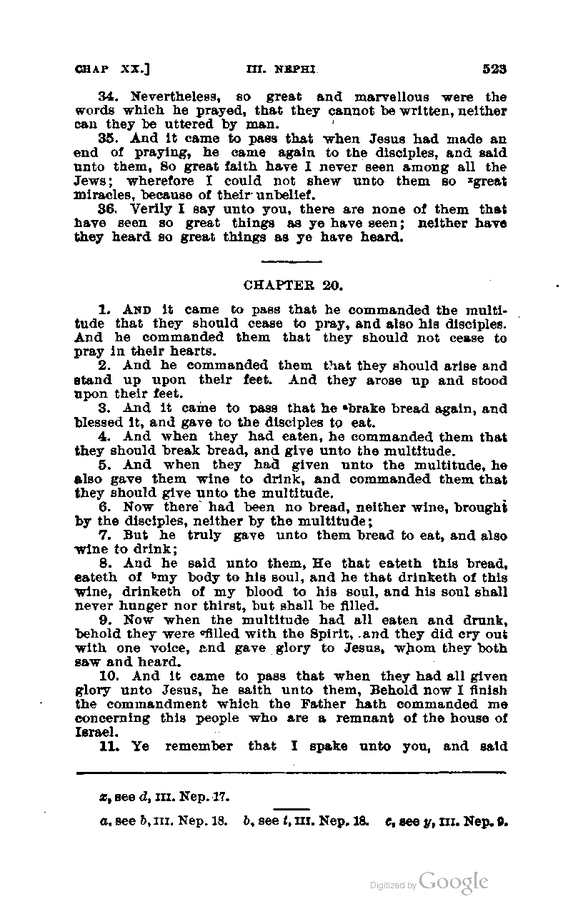 CHAP XX.] III. NEPHI 523
34. Nevertheless, so great and marvellous were the
words which he prayed, that they cannot be written, neither
can they be uttered by man.
35. And it came to pass that when Jesus had made an
end of praying, he came again to the disciples, and said
unto them, So great faith have I never seen among all the
Jews; wherefore I could not shew unto them so xgreat
miracles, because of their unbelief.
36. Verily I say unto you, there are none of them that
have seen so great things as ye have seen; neither have
they heard so great things as ye have heard.
CHAPTER 20.
1. AND it came to pass that he commanded the multi-
tude that they should cease to pray, and also his disciples.
And he commanded them that they should not cease to
pray in their hearts.
2. And he commanded them that they should arise and
stand up upon their feet. And they arose up and stood
upon their feet.
3. And it came to pass that he abrake bread again, and
blessed it, and gave to the disciples to eat.
4. And when they had eaten, he commanded them that
they should break bread, and give unto the multitude.
5. And when they had given unto the multitude, he
also gave them wine to drink, and commanded them that
they should give unto the multitude.
6. Now there had been no bread, neither wine, brought
by the disciples, neither by the multitude;
7. But he truly gave unto them bread to eat, and also
wine to drink;
8. And he said unto them, He that eateth this bread,
eateth of bmy body to his soul, and he that drinketh of this
wine, drinketh of my blood to his soul, and his soul shall
never hunger nor thirst, but shall be filled.
9. Now when the multitude had all eaten and drunk,
behold they were cfilled with the Spirit, and they did cry out
with one voice, and gave glory to Jesus, whom they both
saw and heard.
10. And it came to pass that when they had all given
glory unto Jesus, he saith unto them, Behold now I finish
the commandment which the Father hath commanded me
concerning this people who are a remnant of the house of
Israel.
11. Ye remember that I spake unto you, and said
x, see d, III. Nep. 17.
a, see b, III. Nep. 18. b, see t, III. Nep. 18. c, see y, III. Nep. 9.
Digitized by Google